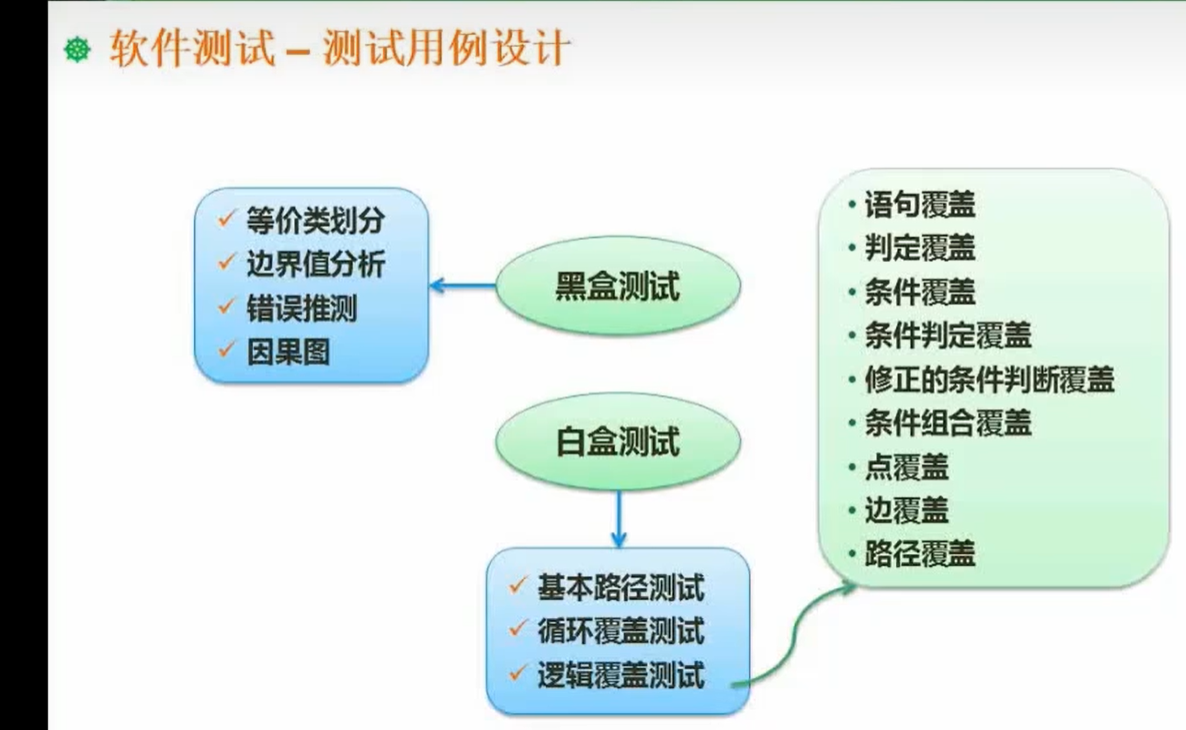 软件测试 – 测试用例设计
等价类划分
边界值分析
错误推测
因果图
黑盒测试
白盒测试
基本路径测试
循环覆盖测试
逻辑覆盖测试
语句覆盖
判定覆盖
条件覆盖
条件判定覆盖
修正的条件判断覆盖
条件组合覆盖
点覆盖
边覆盖
路径覆盖